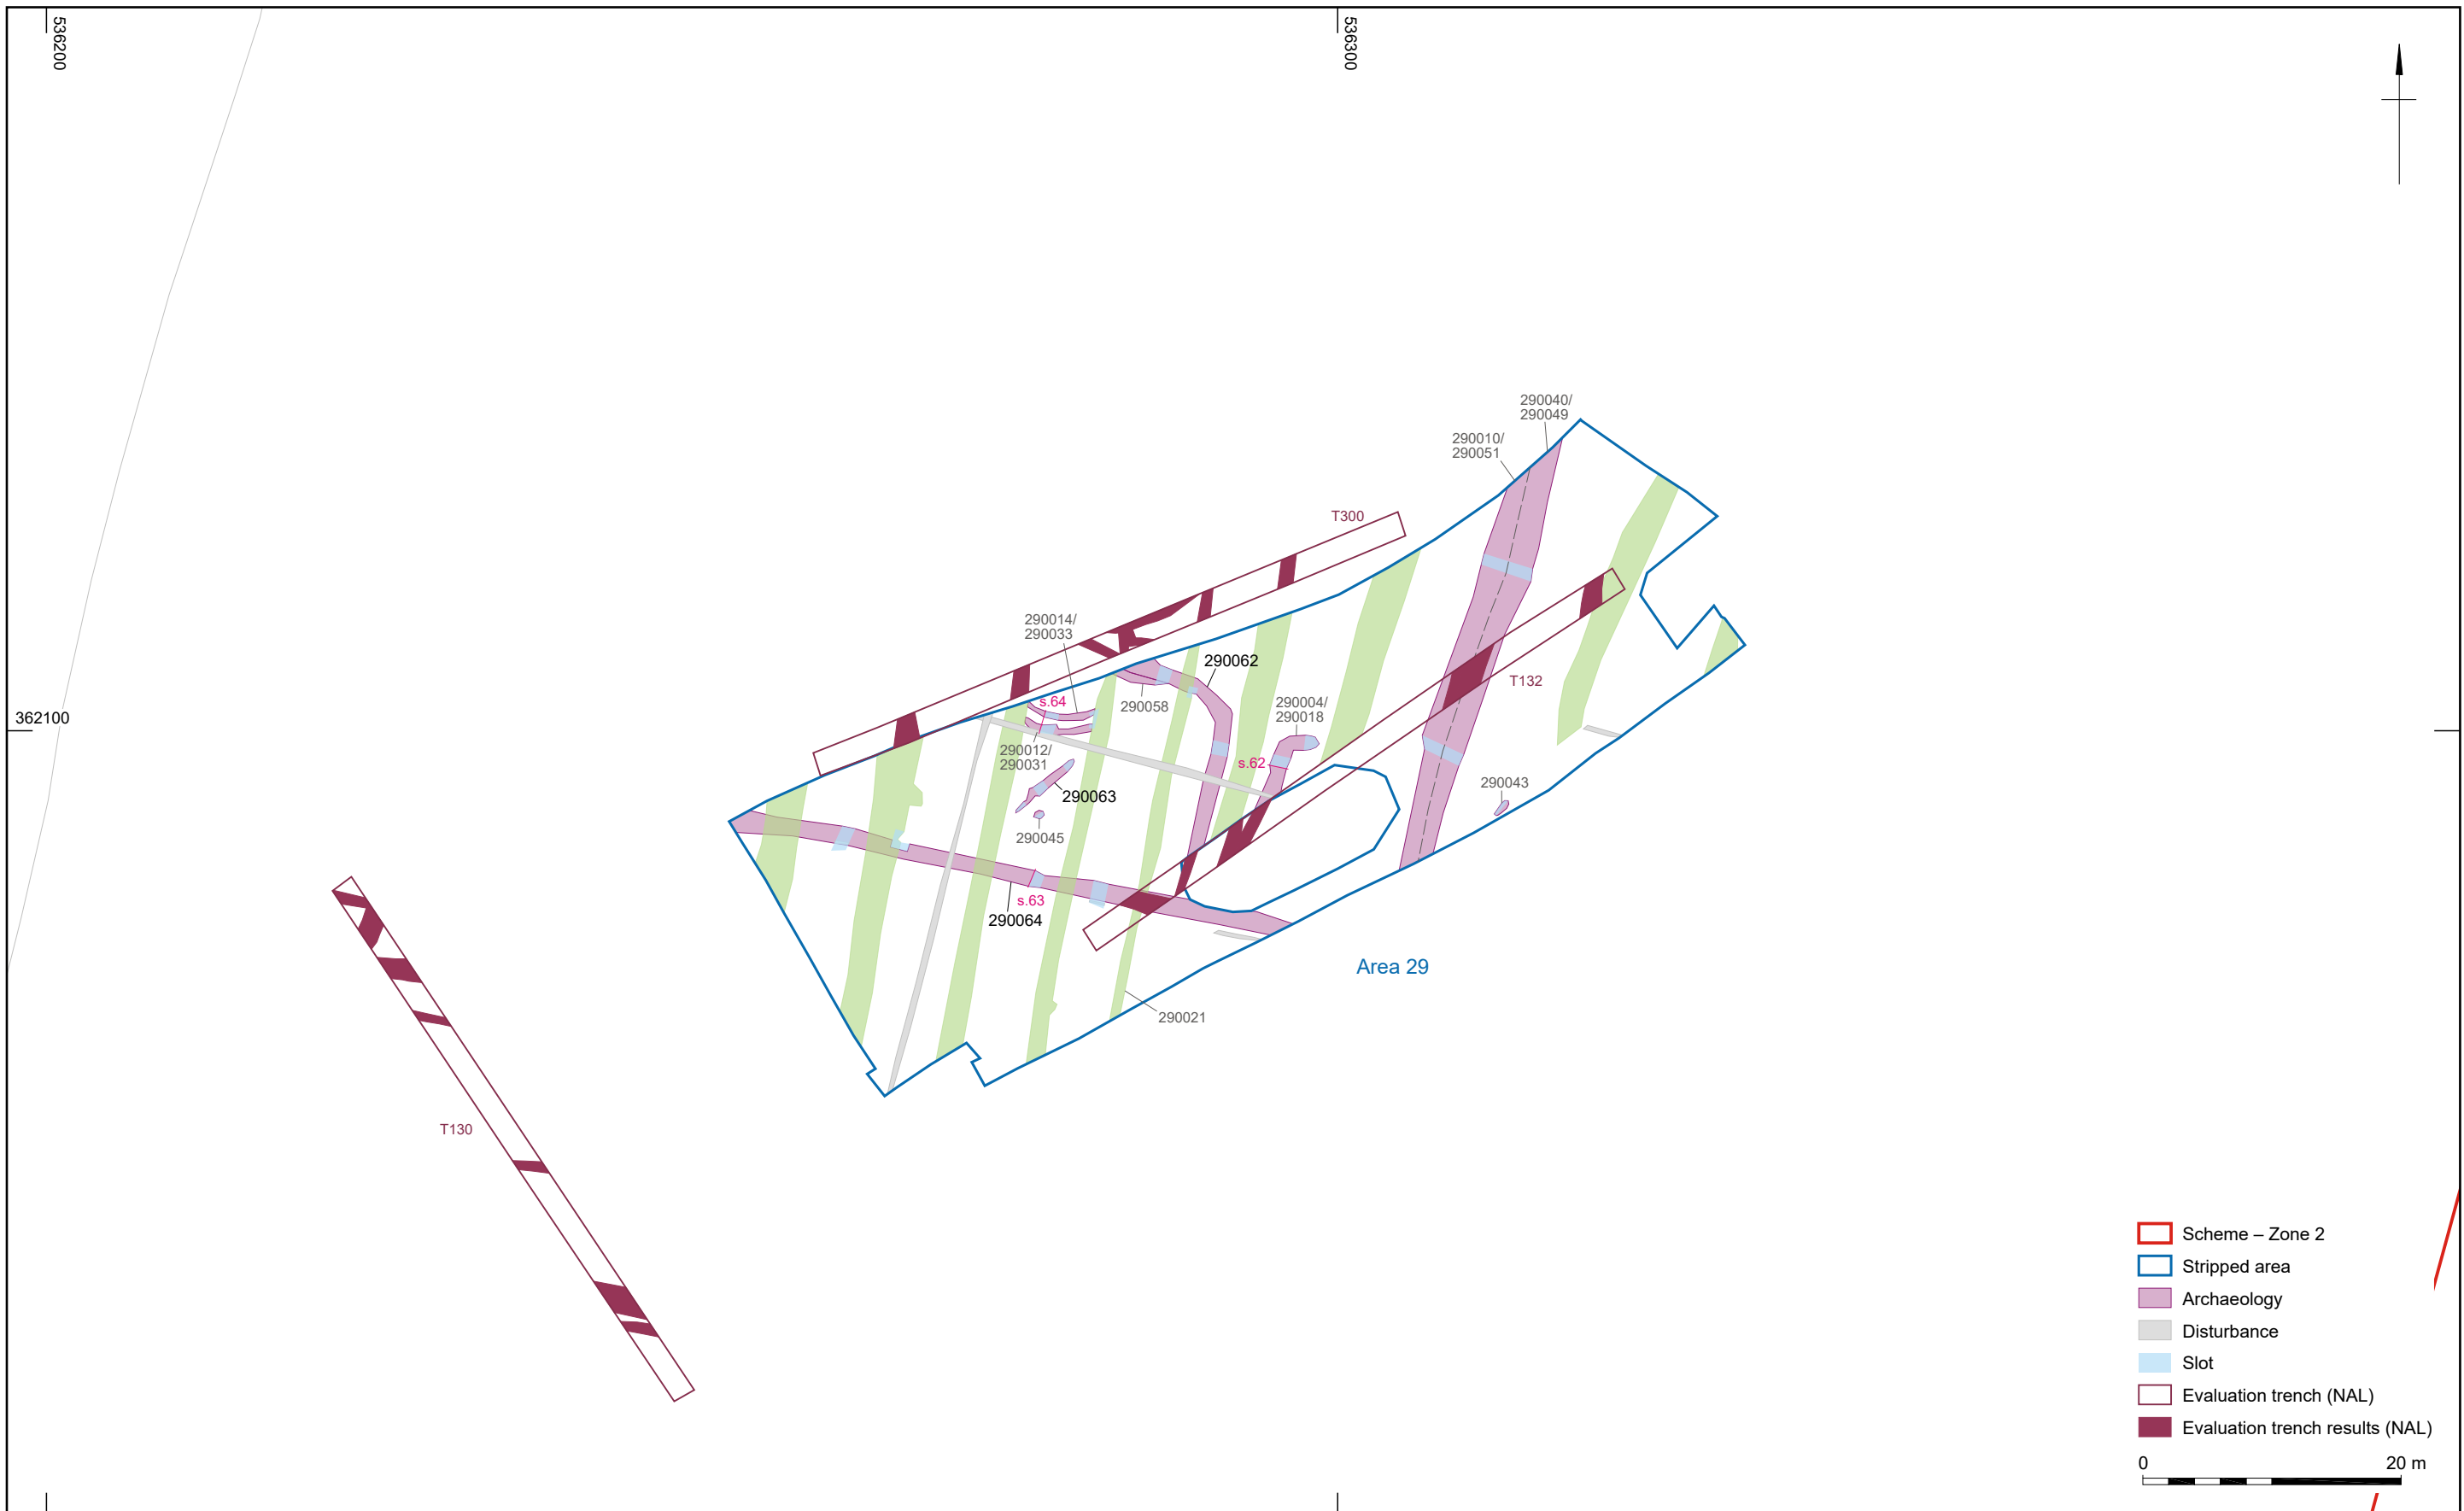 536200
536300
290040/
290049
290010/
290051
T300
290014/
290033
290062
s.64
T132
290004/
290018
290058
362100
290012/
290031
s.62
290063
290043
290045
s.63
290064
Area 29
290021
T130
Scheme – Zone 2
Stripped area
Archaeology
Disturbance
Slot
Evaluation trench (NAL)
Evaluation trench results (NAL)
0 20 m